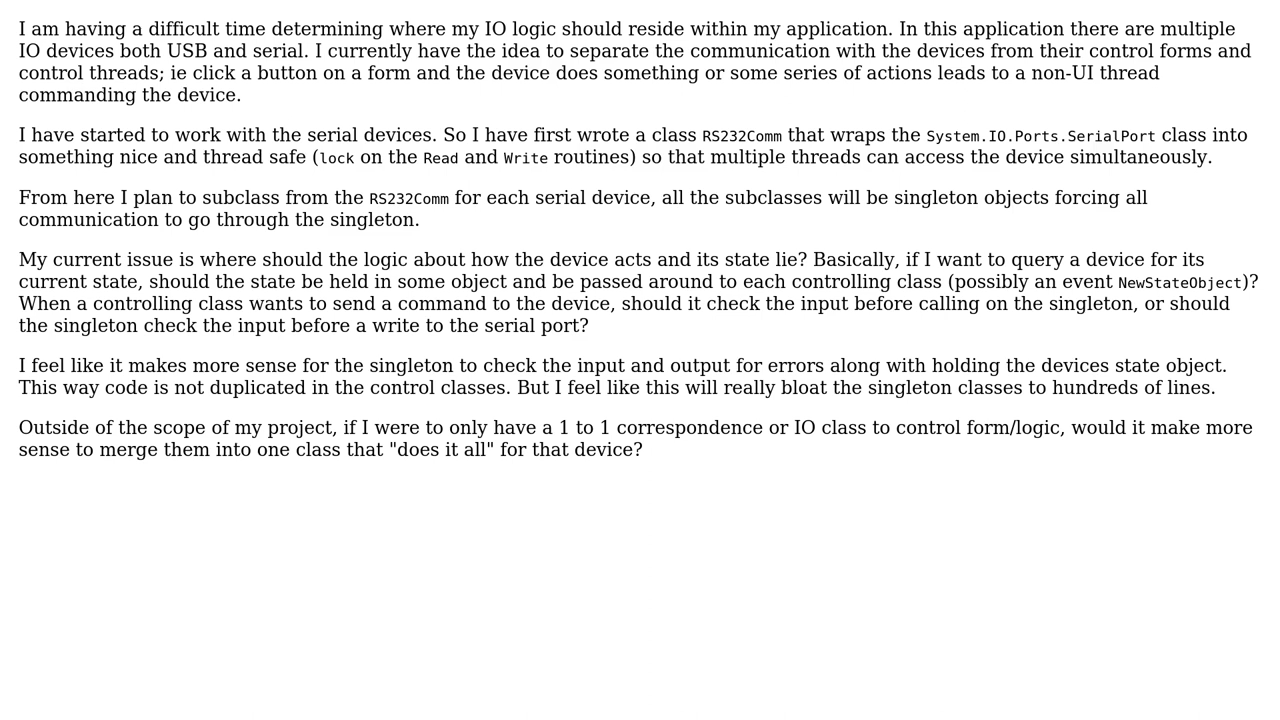 I am having a difficult time determining where my IO logic should reside within my application. In this application there are multiple
IO devices both USB and serial. I currently have the idea to separate the communication with the devices from their control forms and
control threads; ie click a button on a form and the device does something or some series of actions leads to a non-UI thread
commanding the device.
I have started to work with the serial devices. So I have first wrote a class RS232Comm that wraps the System.IO.Ports.SerialPort class into
something nice and thread safe (lock on the Read and Write routines) so that multiple threads can access the device simultaneously.
From here I plan to subclass from the RS232Comm for each serial device, all the subclasses will be singleton objects forcing all
communication to go through the singleton.
My current issue is where should the logic about how the device acts and its state lie? Basically, if I want to query a device for its
current state, should the state be held in some object and be passed around to each controlling class (possibly an event NewStateObject)?
When a controlling class wants to send a command to the device, should it check the input before calling on the singleton, or should
the singleton check the input before a write to the serial port?
I feel like it makes more sense for the singleton to check the input and output for errors along with holding the devices state object.
This way code is not duplicated in the control classes. But I feel like this will really bloat the singleton classes to hundreds of lines.
Outside of the scope of my project, if I were to only have a 1 to 1 correspondence or IO class to control form/logic, would it make more
sense to merge them into one class that "does it all" for that device?